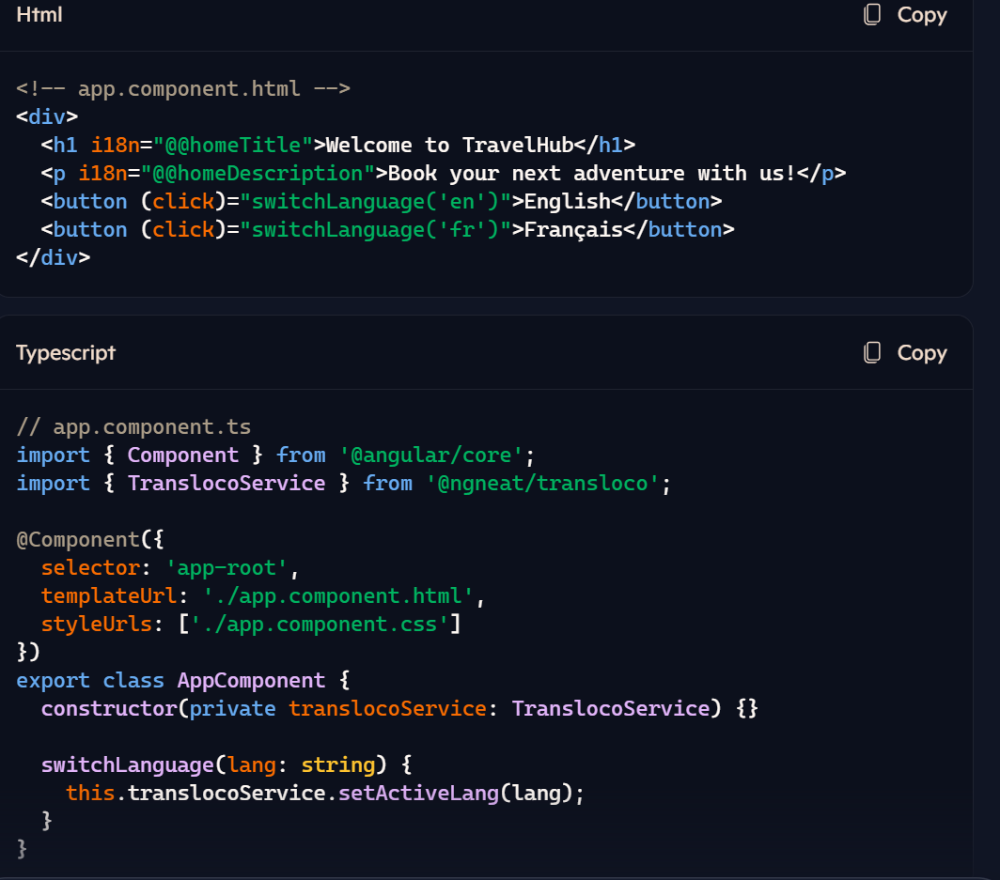 Html
Copy
<!-- app.component.html -->
<div>
  <h1 i18n="@@homeTitle">Welcome to TravelHub</h1>
  <p i18n="@@homeDescription">Book your next adventure with us!</p>
  <button (click)="switchLanguage('en')">English</button>
  <button (click)="switchLanguage('fr')">Français</button>
</div>
Typescript
Copy
// app.component.ts
import { Component } from '@angular/core';
import { TranslocoService } from '@ngneat/transloco';

@Component({
  selector: 'app-root',
  templateUrl: './app.component.html',
  styleUrls: ['./app.component.css']
})
export class AppComponent {
  constructor(private translocoService: TranslocoService) {}

  switchLanguage(lang: string) {
    this.translocoService.setActiveLang(lang);
  }
}